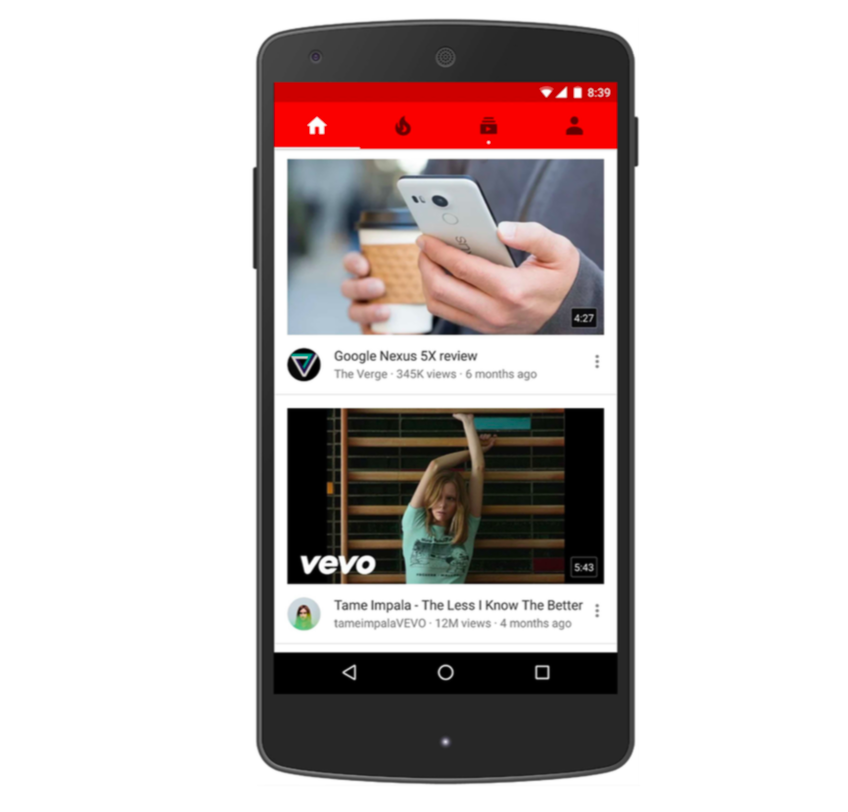 8:39
4:27
Google Nexus 5X review
The Verge · 345K views · 6 months ago
vevo
5:43
Tame Impala - The Less I Know The Better
tameimpalaVEVO · 12M views · 4 months ago